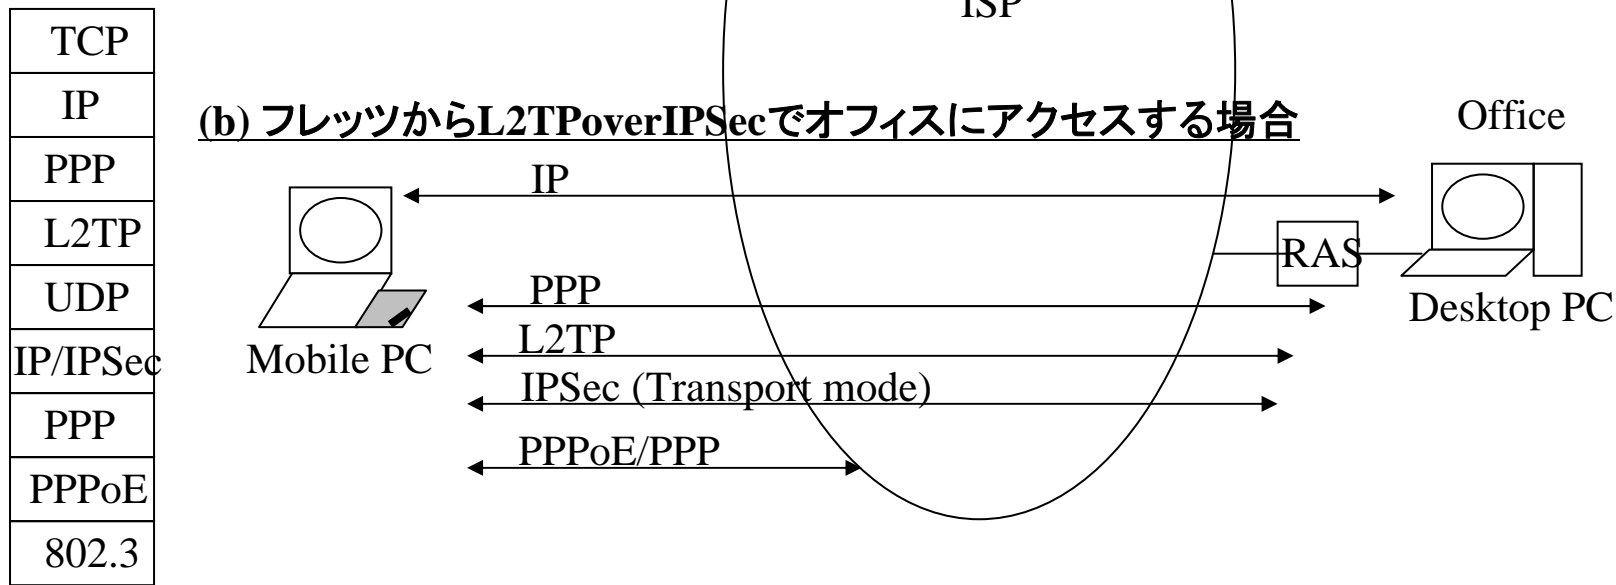 ISP
TCP
IP
PPP
L2TP
UDP
IP/IPSec
PPP
PPPoE
802.3
(b) フレッツからL2TPoverIPSecでオフィスにアクセスする場合
Office
IP
RAS
PPP
Desktop PC
L2TP
Mobile PC
IPSec (Transport mode)
PPPoE/PPP